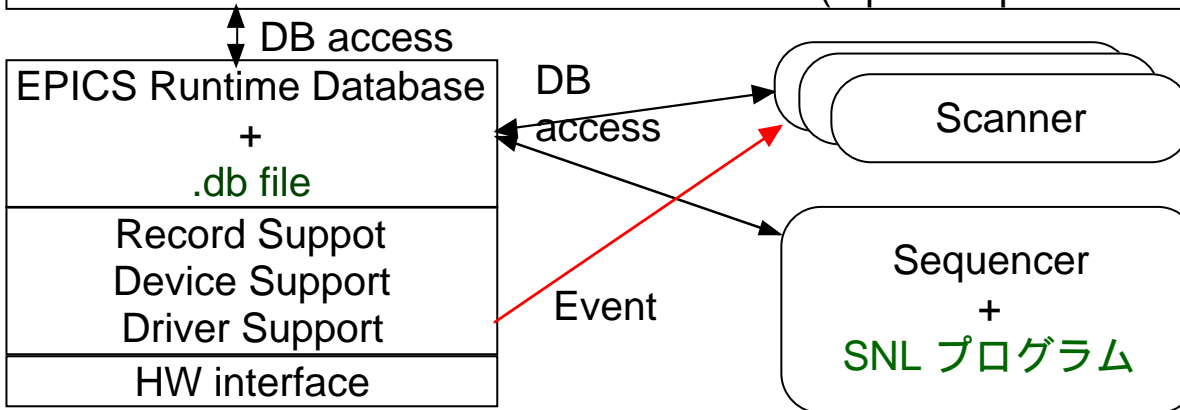 DB access
EPICS Runtime Database
+
.db file
Record Suppot
Device Support
Driver Support
HW interface
DB
access
Event
Scanner
Sequencer
+
SNL プログラム